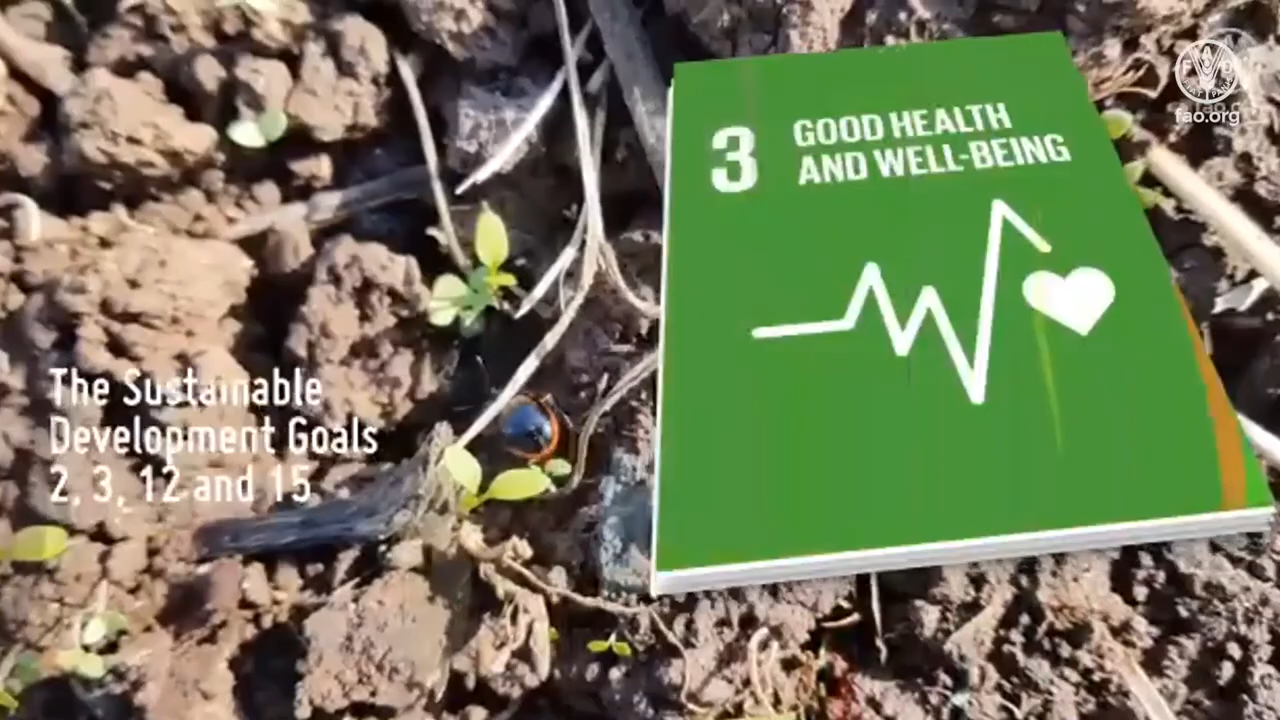 3
GOOD HEALTH
AND WELL-BEING
The Sustainable
Development Goals
2, 3, 12 and 15
fao.org